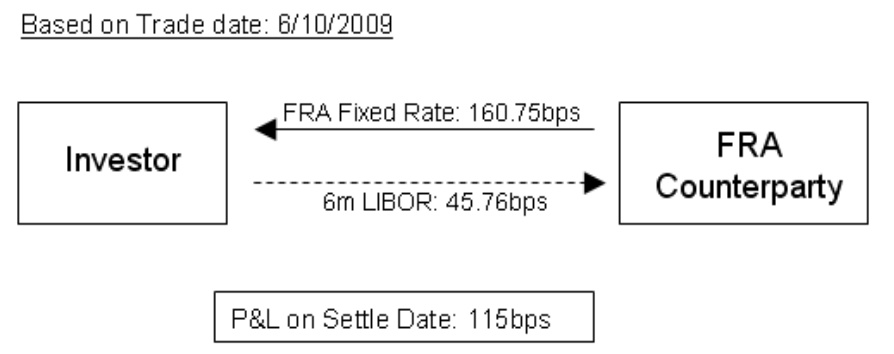 Based on Trade date: 6/10/2009
FRA Fixed Rate: 160.75bps
Investor
FRA
Counterparty
6m LIBOR: 45.76bps
P&L on Settle Date: 115bps